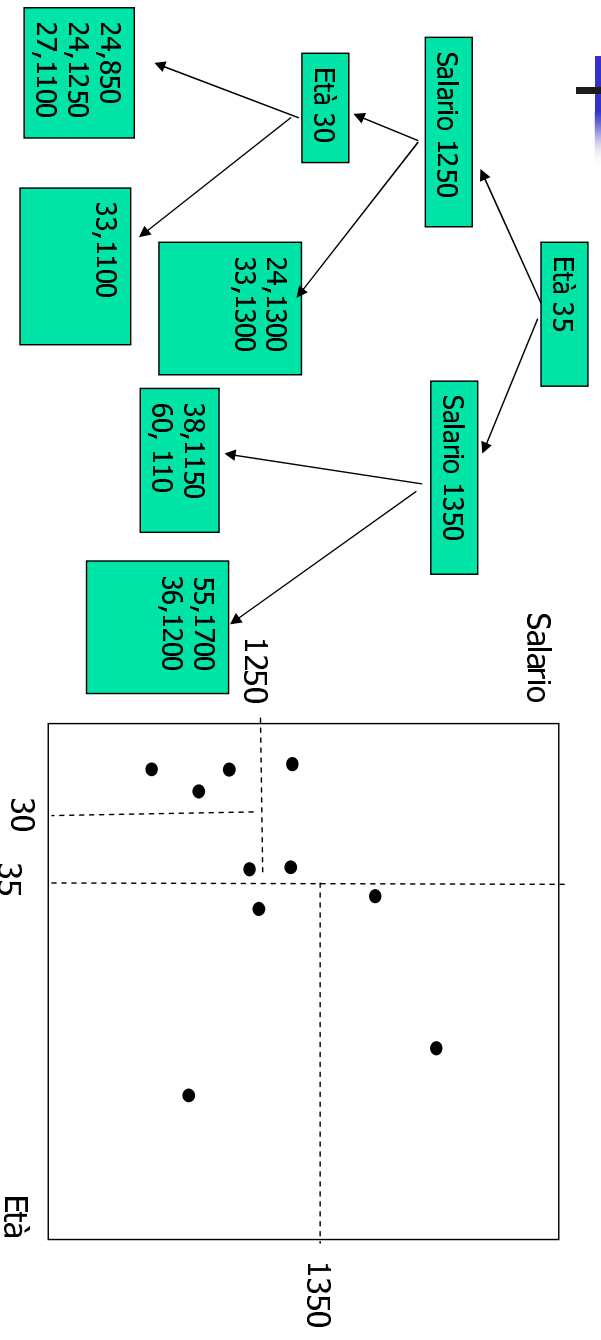 Età 35
Salario 1250
Salario 1350
Età 30
24,1300
33,1300
38,1150
60, 110
55,1700
36,1200
24,850
24,1250
27,1100
33,1100
Salario
1250
1350
30
35
Età